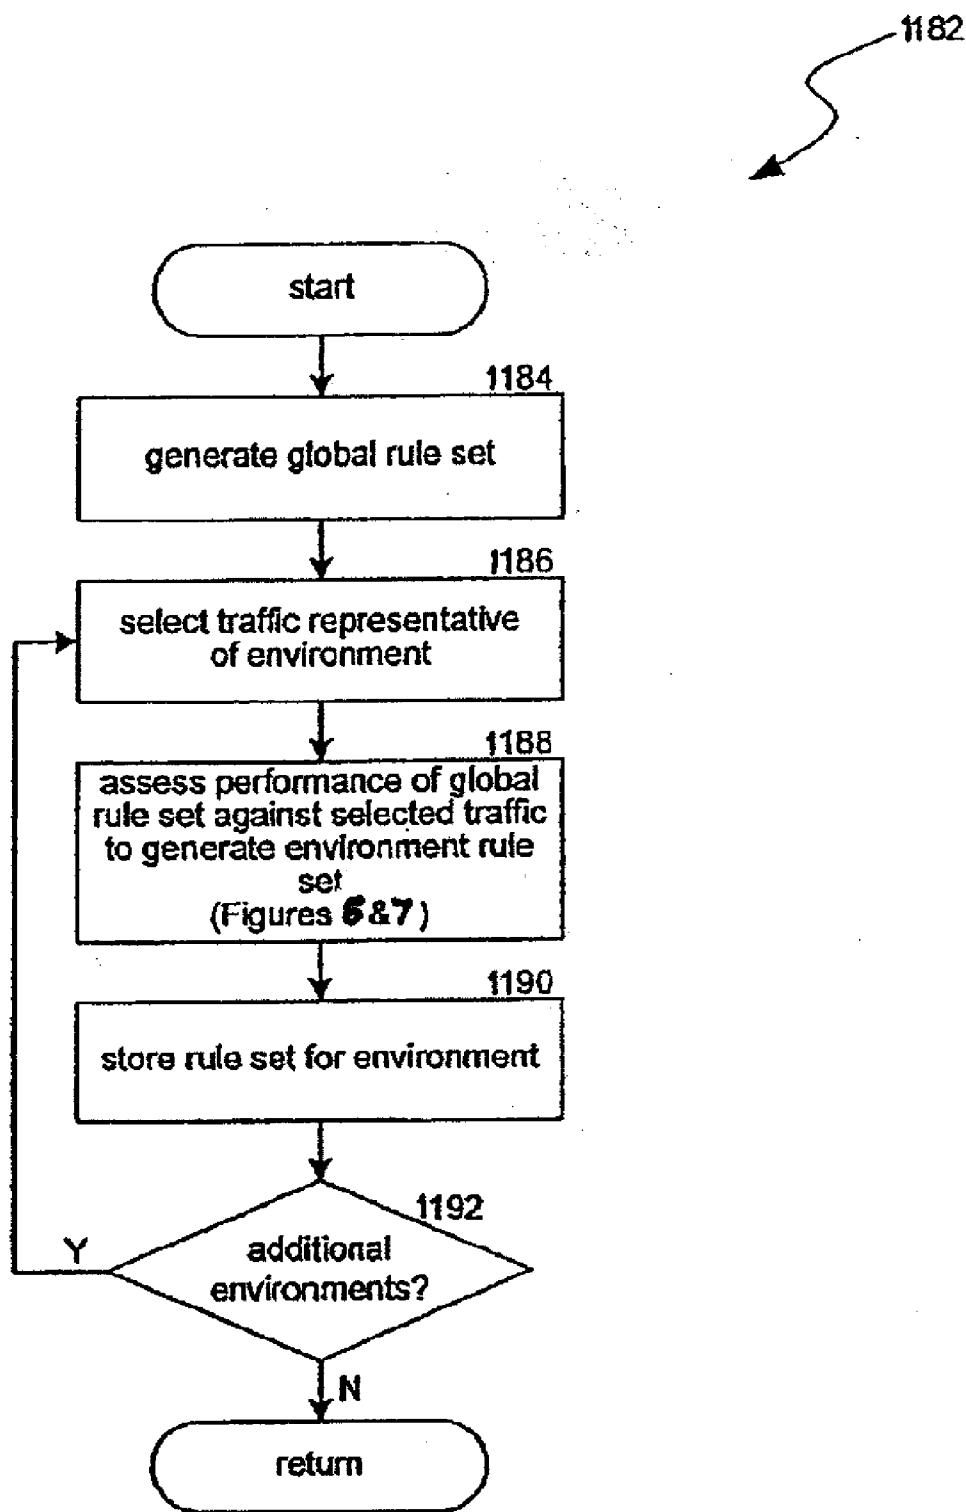 1182
start
1184
generate global rule set
1186
select traffic representative
of environment
1188
assess performance of global
rule set against selected traffic
to generate environment rule
set
(Figures 6&7)
1190
store rule set for environment
1192
additional
environments?
Y
N
return